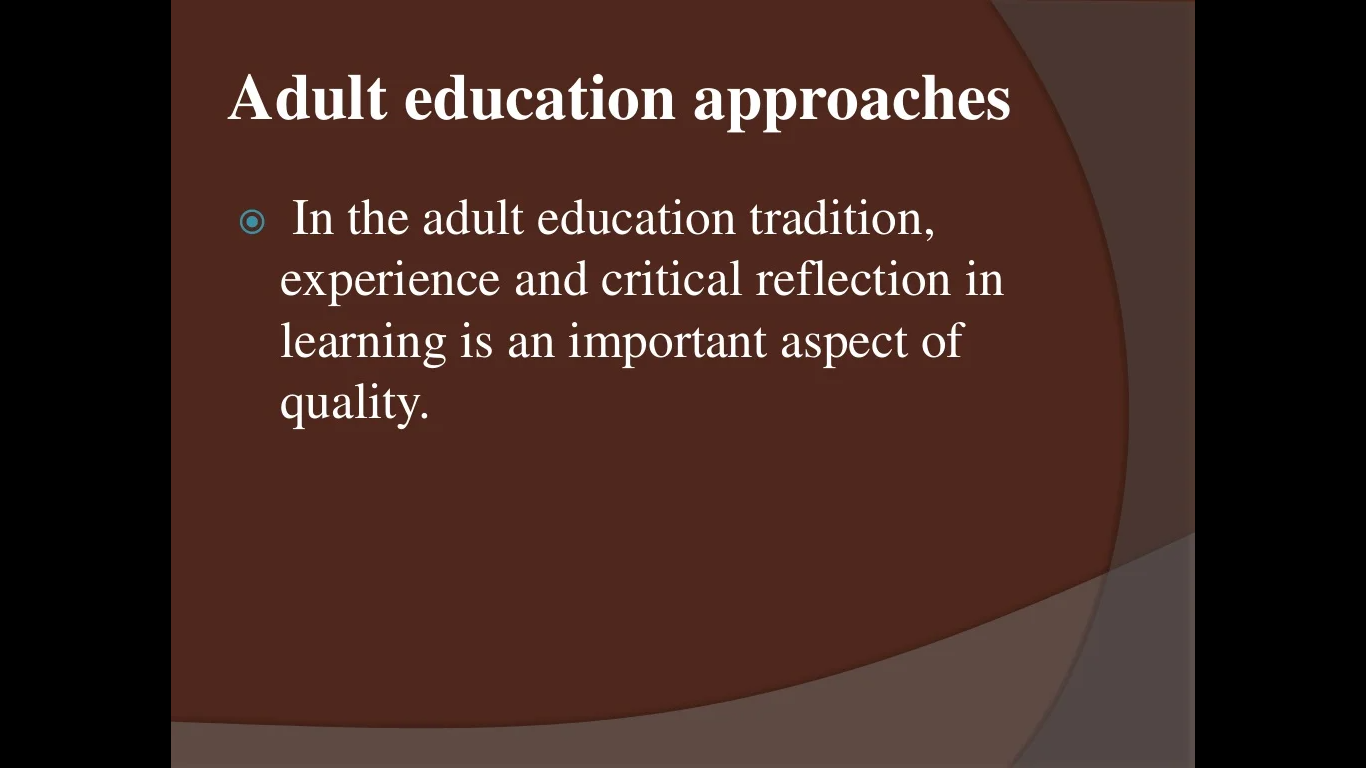 Adult education approaches
In the adult education tradition,
experience and critical reflection in
learning is an important aspect of
quality.